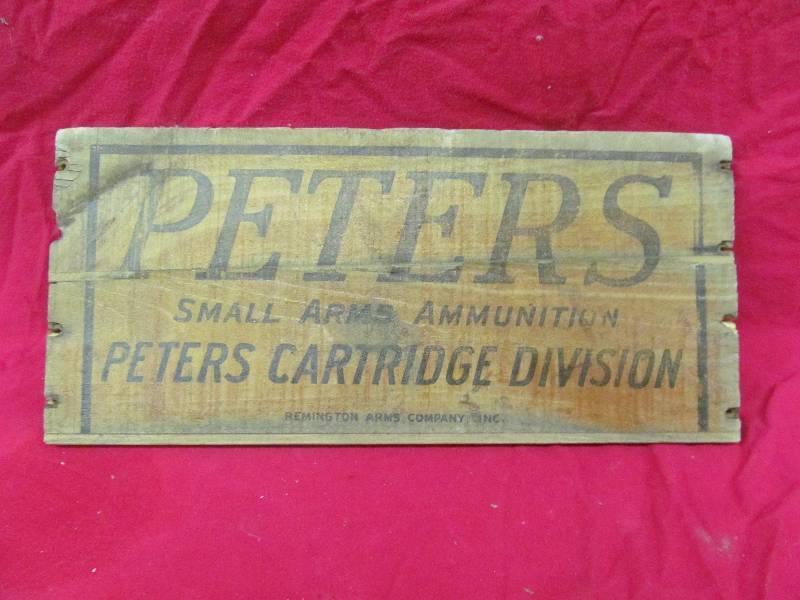 PETERS
SMALL ARMS AMMUNITION
PETERS CARTRIDGE DIVISION
REMINGTON ARMS COMPANY, INC.